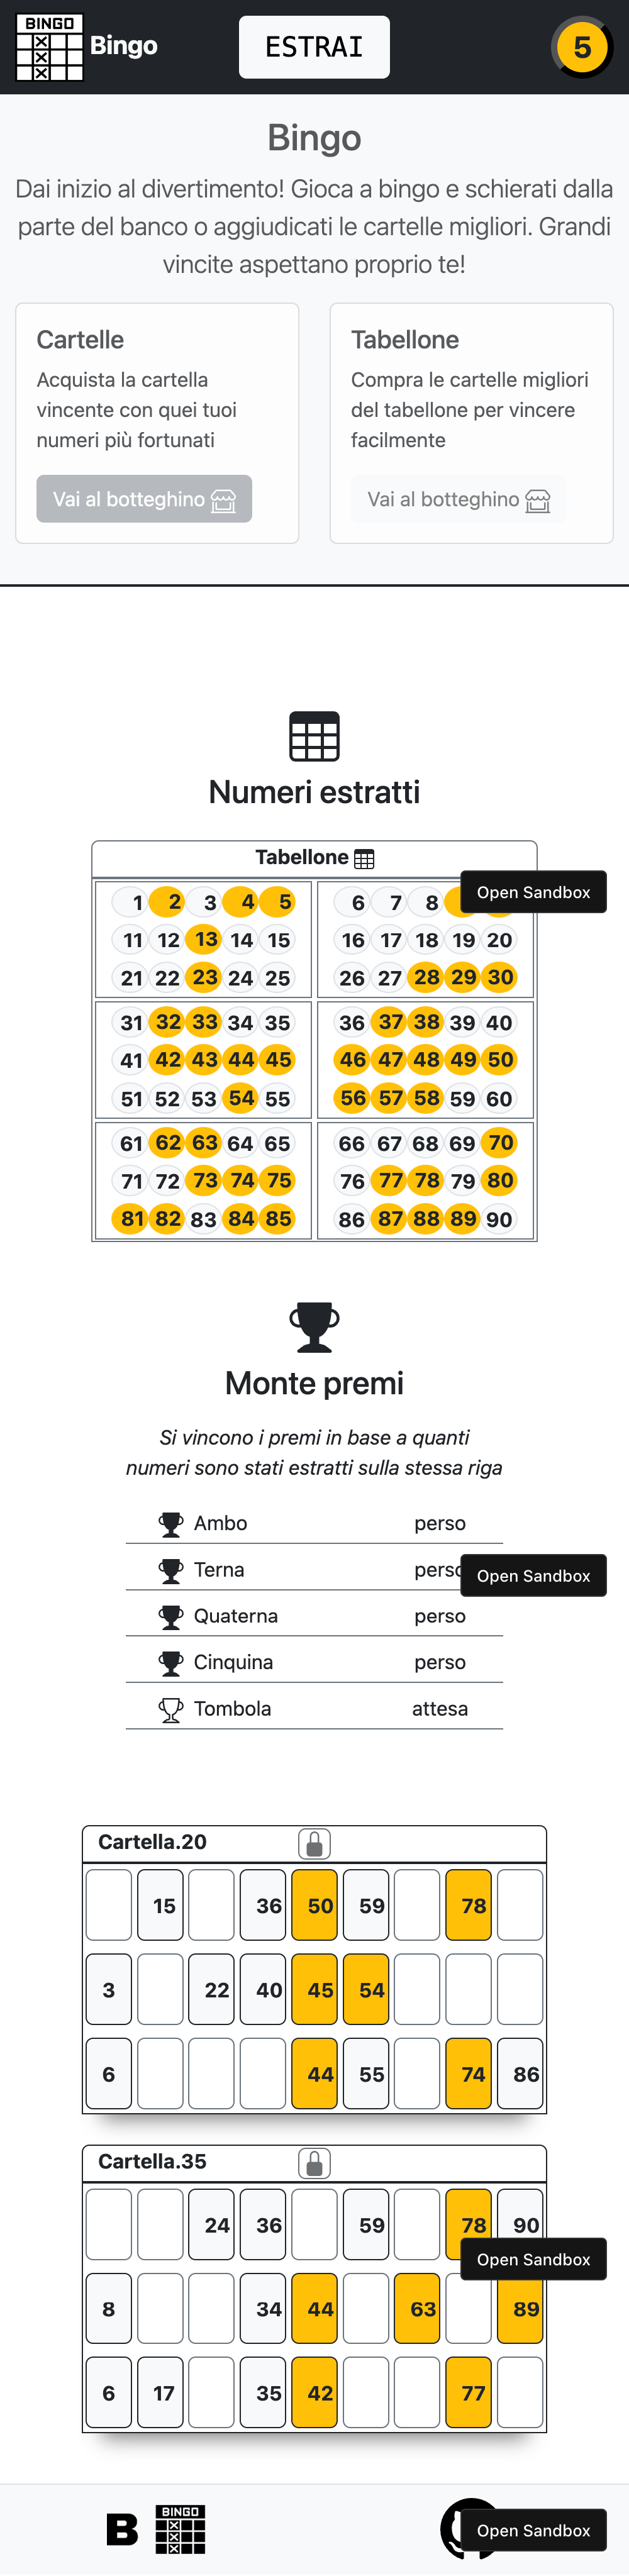 BINGO
Bingo
ESTRAI
5
Bingo
Dai inizio al divertimento! Gioca a bingo e schierati dalla
parte del banco o aggiudicati le cartelle migliori. Grandi
vincite aspettano proprio te!
Cartelle
Acquista la cartella
vincente con quei tuoi
numeri più fortunati
Vai al botteghino
Tabellone
Compra le cartelle migliori
del tabellone per vincere
facilmente
Vai al botteghino
Numeri estratti
Tabellone
Open Sandbox
1 2 3 4 5
11 12 13 14 15
21 22 23 24 25
6 7 8
16 17 18 19 20
26 27 28 29 30
31 32 33 34 35
41 42 43 44 45
51 52 53 54 55
36 37 38 39 40
46 47 48 49 50
56 57 58 59 60
61 62 63 64 65
71 72 73 74 75
81 82 83 84 85
66 67 68 69 70
76 77 78 79 80
86 87 88 89 90
Monte premi
Si vincono i premi in base a quanti
numeri sono stati estratti sulla stessa riga
Ambo perso
Terna perso
Open Sandbox
Quaterna perso
Cinquina perso
Tombola attesa
Cartella.20
15 36 50 59 78
3 22 40 45 54
6 44 55 74 86
Cartella.35
24 36 59 78 90
Open Sandbox
8 34 44 63 89
6 17 35 42 77
B
BINGO
Open Sandbox